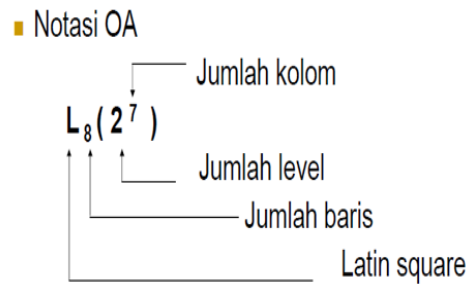 Notasi OA
Jumlah kolom
L₈(2⁷)
Jumlah level
Jumlah baris
Latin square